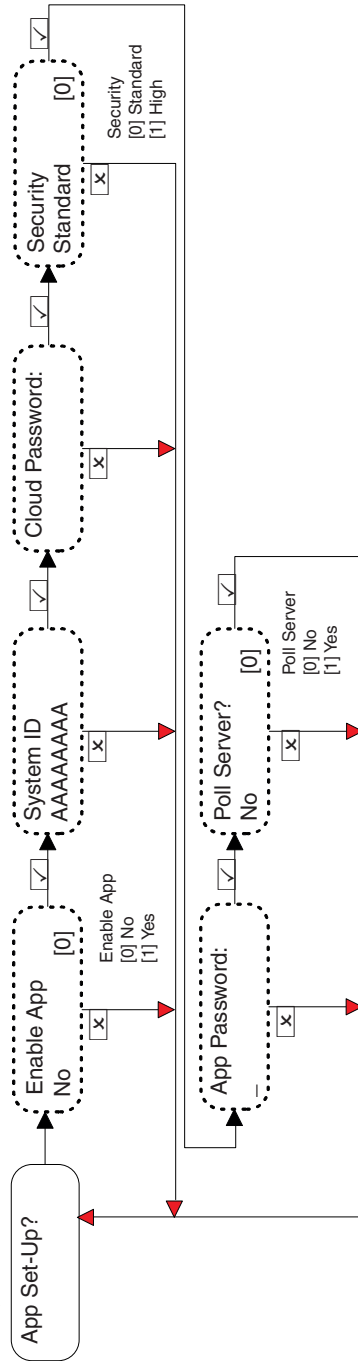 App Set-Up?
Enable App
No [0]
Enable App
[0] No
[1] Yes
System ID
AAAAAAAAA
Cloud Password:
Security
Standard [0]
Security
[0] Standard
[1] High
App Password:
_
Poll Server?
No [0]
Poll Server
[0] No
[1] Yes